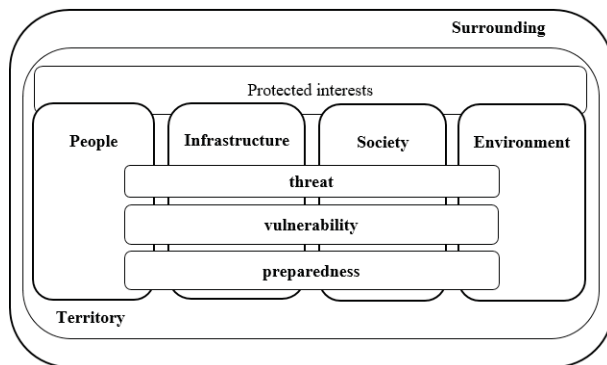 Surrounding
Protected interests
People
Infrastructure
Society
Environment
threat
vulnerability
preparedness
Territory